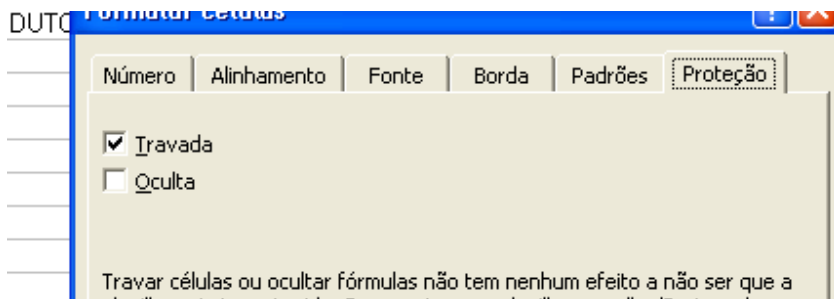 DUTO
Formatar células
Número Alinhamento Fonte Borda Padrões Proteção
Travada
Oculta
Travar células ou ocultar fórmulas não tem nenhum efeito a não ser que a